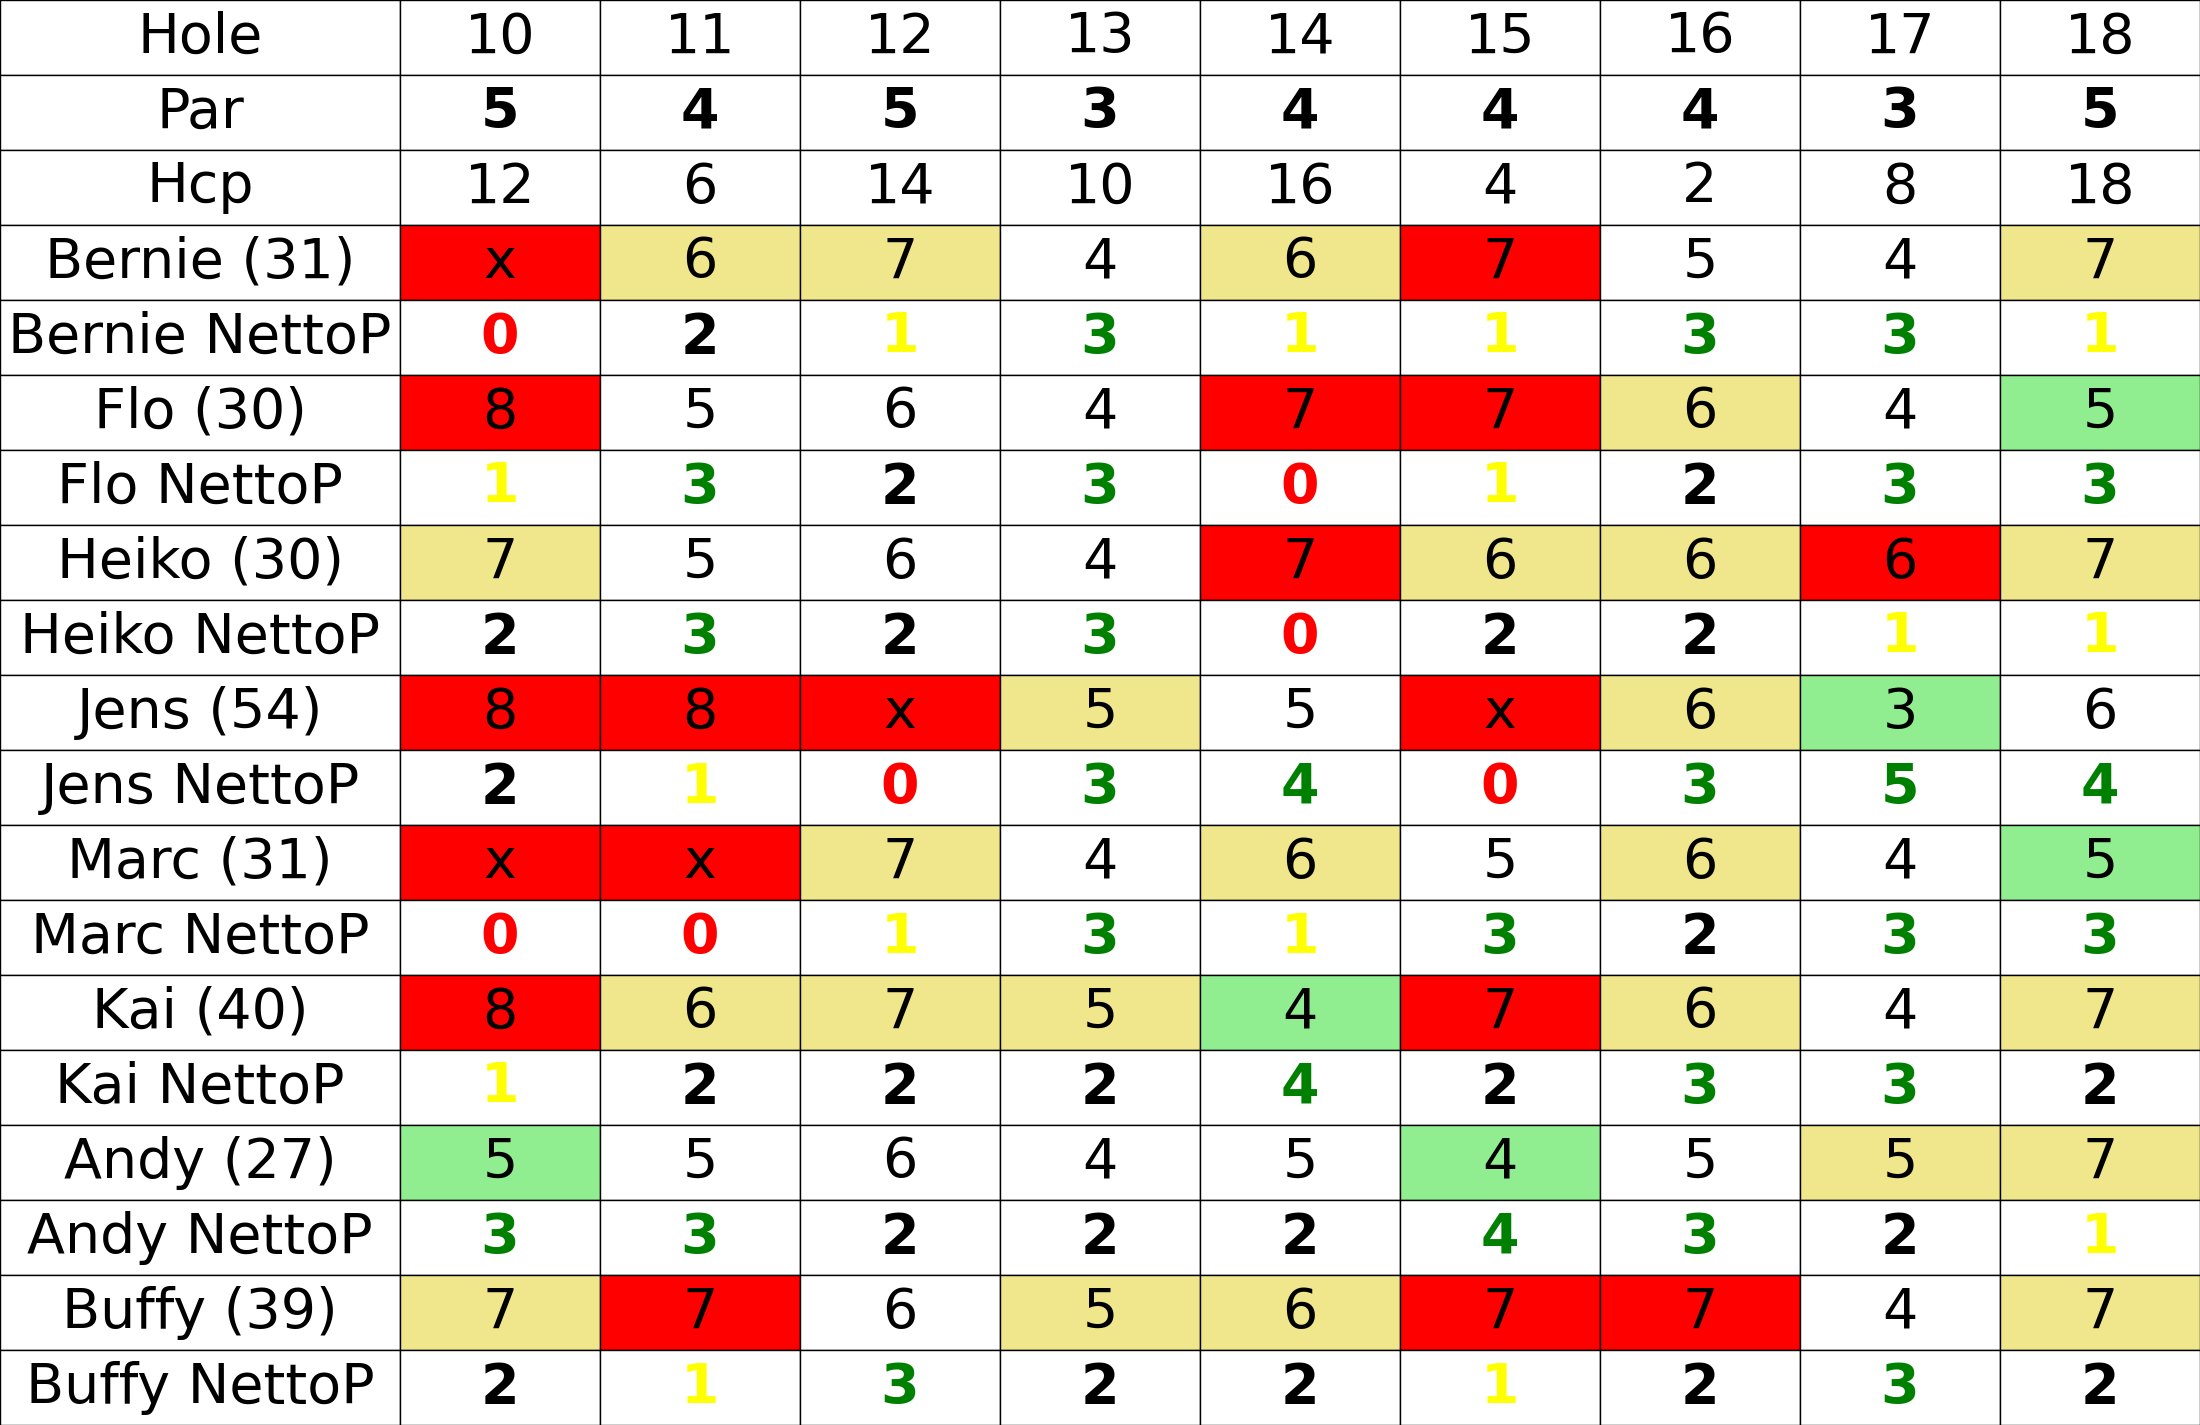 Hole 10 11 12 13 14 15 16 17 18
Par 5 4 5 3 4 4 4 3 5
Hcp 12 6 14 10 16 4 2 8 18
Bernie (31) x 6 7 4 6 7 5 4 7
Bernie NettoP 0 2 1 3 1 1 3 3 1
Flo (30) 8 5 6 4 7 7 6 4 5
Flo NettoP 1 3 2 3 0 1 2 3 3
Heiko (30) 7 5 6 4 7 6 6 6 7
Heiko NettoP 2 3 2 3 0 2 2 1 1
Jens (54) 8 8 x 5 5 x 6 3 6
Jens NettoP 2 1 0 3 4 0 3 5 4
Marc (31) x x 7 4 6 5 6 4 5
Marc NettoP 0 0 1 3 1 3 2 3 3
Kai (40) 8 6 7 5 4 7 6 4 7
Kai NettoP 1 2 2 2 4 2 3 3 2
Andy (27) 5 5 6 4 5 4 5 5 7
Andy NettoP 3 3 2 2 2 4 3 2 1
Buffy (39) 7 7 6 5 6 7 7 4 7
Buffy NettoP 2 1 3 2 2 1 2 3 2